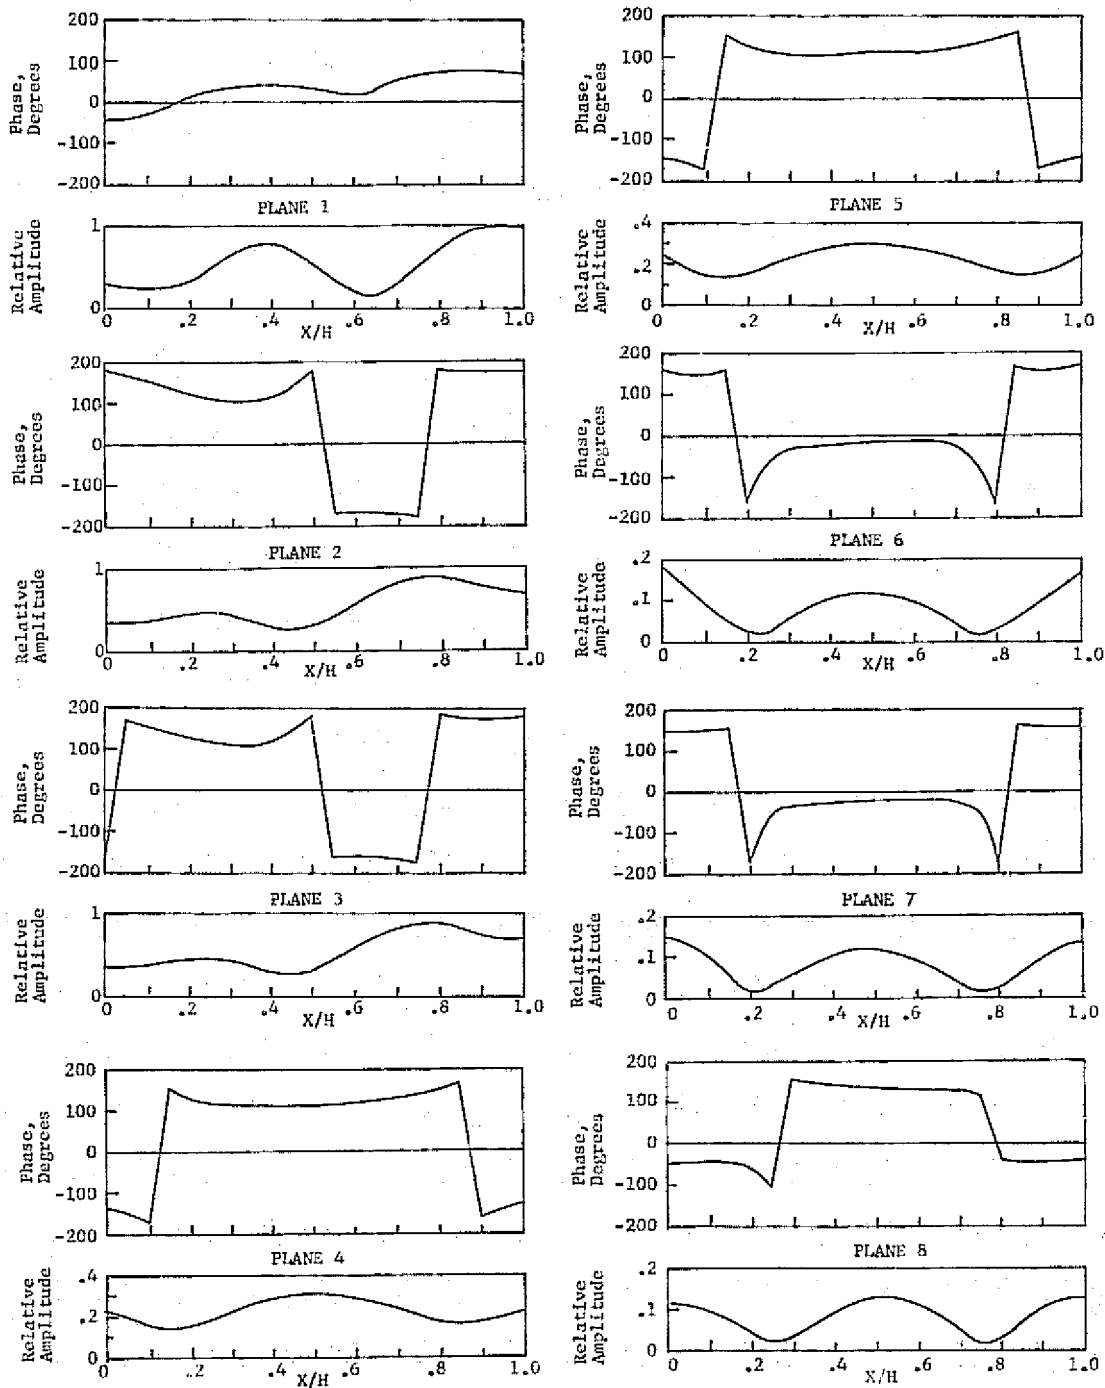 200
100
0
-100
-200
Phase,
Degrees
PLANE 1
1
0
Relative
Amplitude
0 .2 .4 .6 .8 1.0
X/H
200
100
0
-100
-200
Phase,
Degrees
PLANE 2
1
0
Relative
Amplitude
0 .2 .4 .6 .8 1.0
X/H
200
100
0
-100
-200
Phase,
Degrees
PLANE 3
1
0
Relative
Amplitude
0 .2 .4 .6 .8 1.0
X/H
200
100
0
-100
-200
Phase,
Degrees
PLANE 4
.4
.2
0
Relative
Amplitude
0 .2 .4 .6 .8 1.0
X/H
200
100
0
-100
-200
Phase,
Degrees
PLANE 5
.4
.2
0
Relative
Amplitude
0 .2 .4 .6 .8 1.0
X/H
200
100
0
-100
-200
Phase,
Degrees
PLANE 6
.2
.1
0
Relative
Amplitude
0 .2 .4 .6 .8 1.0
X/H
200
100
0
-100
-200
Phase,
Degrees
PLANE 7
.2
.1
0
Relative
Amplitude
0 .2 .4 .6 .8 1.0
X/H
200
100
0
-100
-200
Phase,
Degrees
PLANE 8
.2
.1
0
Relative
Amplitude
0 .2 .4 .6 .8 1.0
X/H